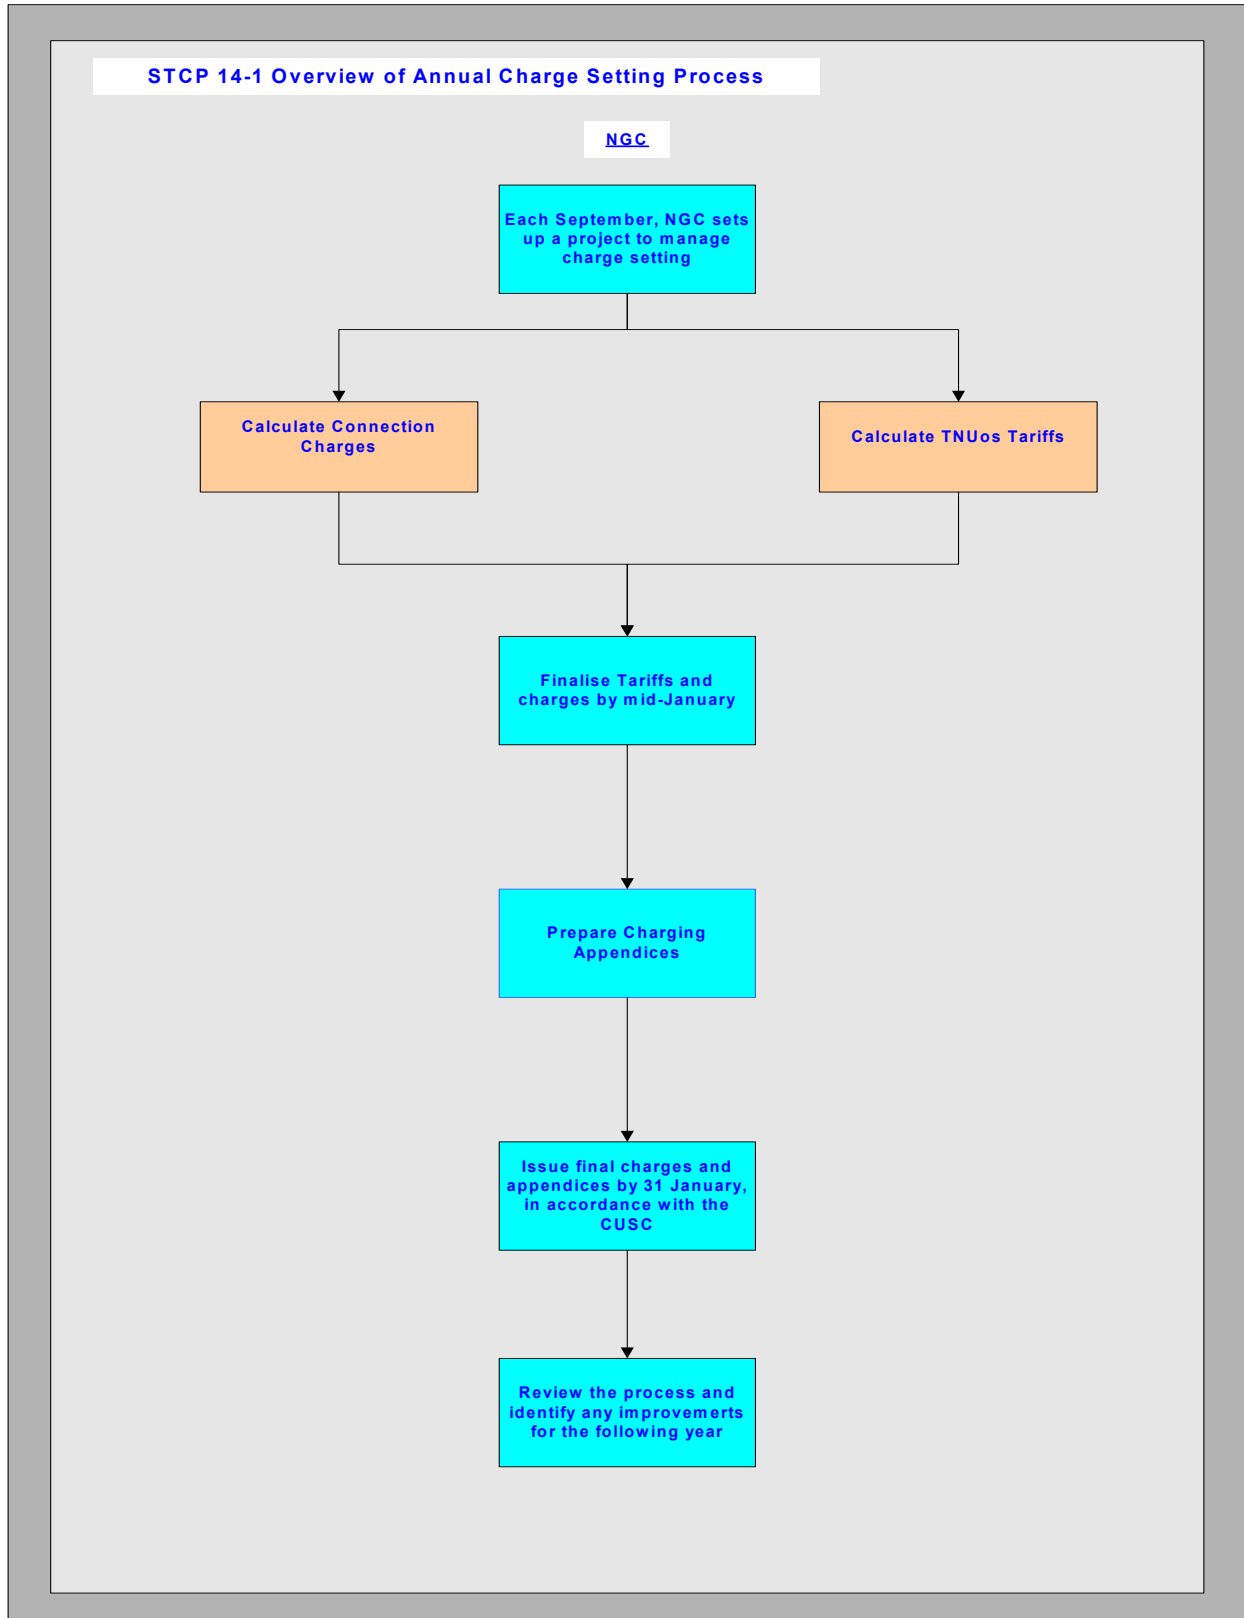 STCP 14-1 Overview of Annual Charge Setting Process
NGC
Each September, NGC sets
up a project to manage
charge setting
Calculate Connection
Charges
Calculate TNUos Tariffs
Finalise Tariffs and
charges by mid-January
Prepare Charging
Appendices
Issue final charges and
appendices by 31 January,
in accordance with the
CUSC
Review the process and
identify any improvemerts
for the following year